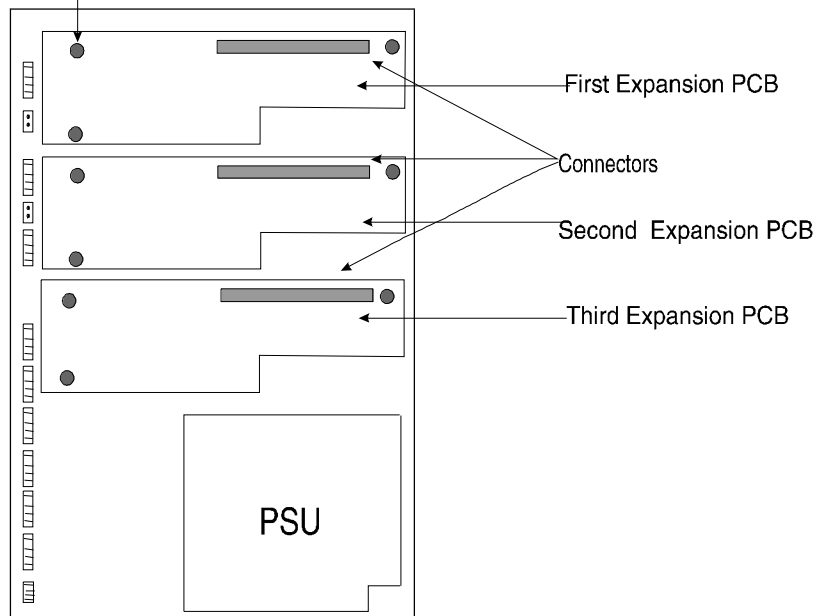 First Expansion PCB
Connectors
Second Expansion PCB
Third Expansion PCB
PSU